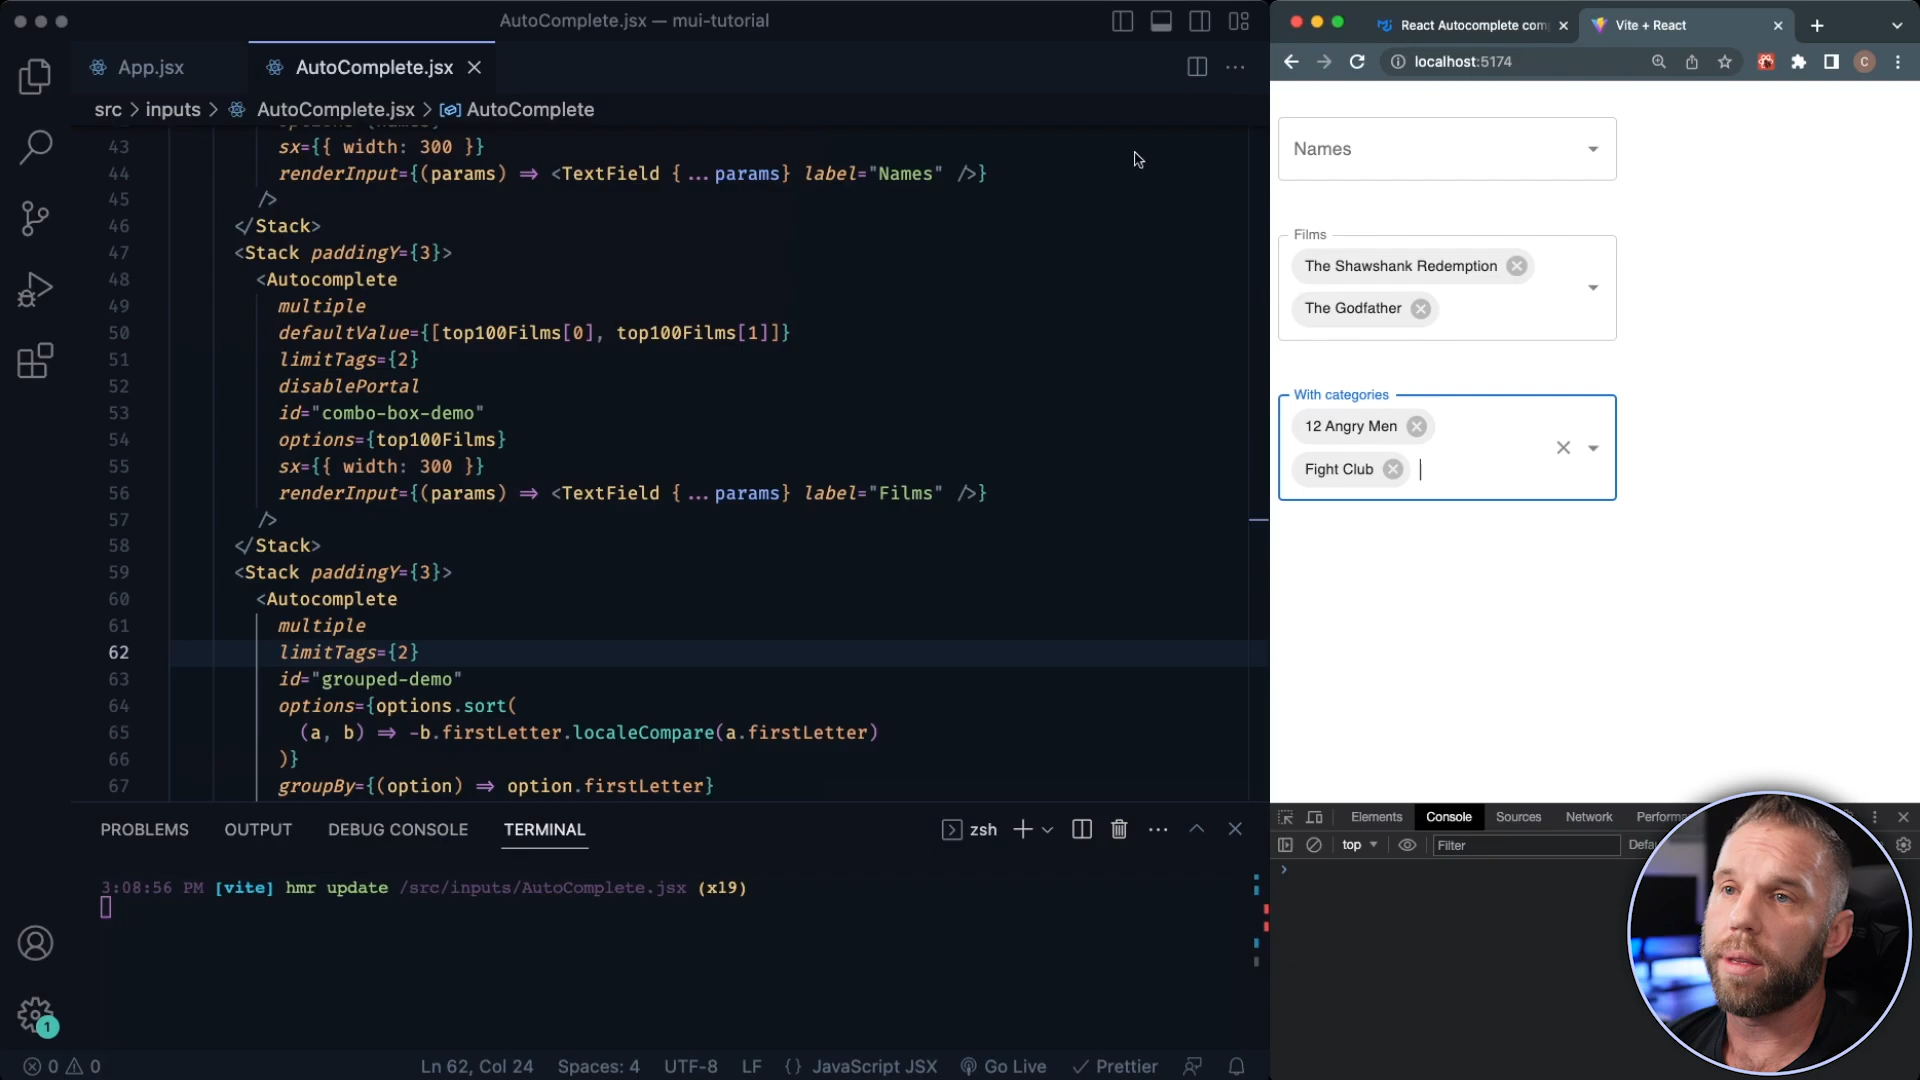 AutoComplete.jsx — mui-tutorial
App.jsx
AutoComplete.jsx
src > inputs > AutoComplete.jsx > AutoComplete
43 sx={{ width: 300 }}
44 renderInput={(params) => <TextField {...params} label="Names" />}
45 />
46 </Stack>
47 <Stack paddingY={3}>
48 <Autocomplete
49 multiple
50 defaultValue={[top100Films[0], top100Films[1]]}
51 limitTags={2}
52 disablePortal
53 id="combo-box-demo"
54 options={top100Films}
55 sx={{ width: 300 }}
56 renderInput={(params) => <TextField {...params} label="Films" />}
57 />
58 </Stack>
59 <Stack paddingY={3}>
60 <Autocomplete
61 multiple
62 limitTags={2}
63 id="grouped-demo"
64 options={options.sort(
65 (a, b) => -b.firstLetter.localeCompare(a.firstLetter)
66 )}
67 groupBy={(option) => option.firstLetter}
PROBLEMS OUTPUT DEBUG CONSOLE TERMINAL
zsh
3:08:56 PM [vite] hmr update /src/inputs/AutoComplete.jsx (x19)
1
0 0
Ln 62, Col 24 Spaces: 4 UTF-8 LF {} JavaScript JSX Go Live Prettier
React Autocomplete com
Vite + React
localhost:5174
C
Names
Films
The Shawshank Redemption
The Godfather
With categories
12 Angry Men
Fight Club
Elements Console Sources Network Performa
top Filter Defau